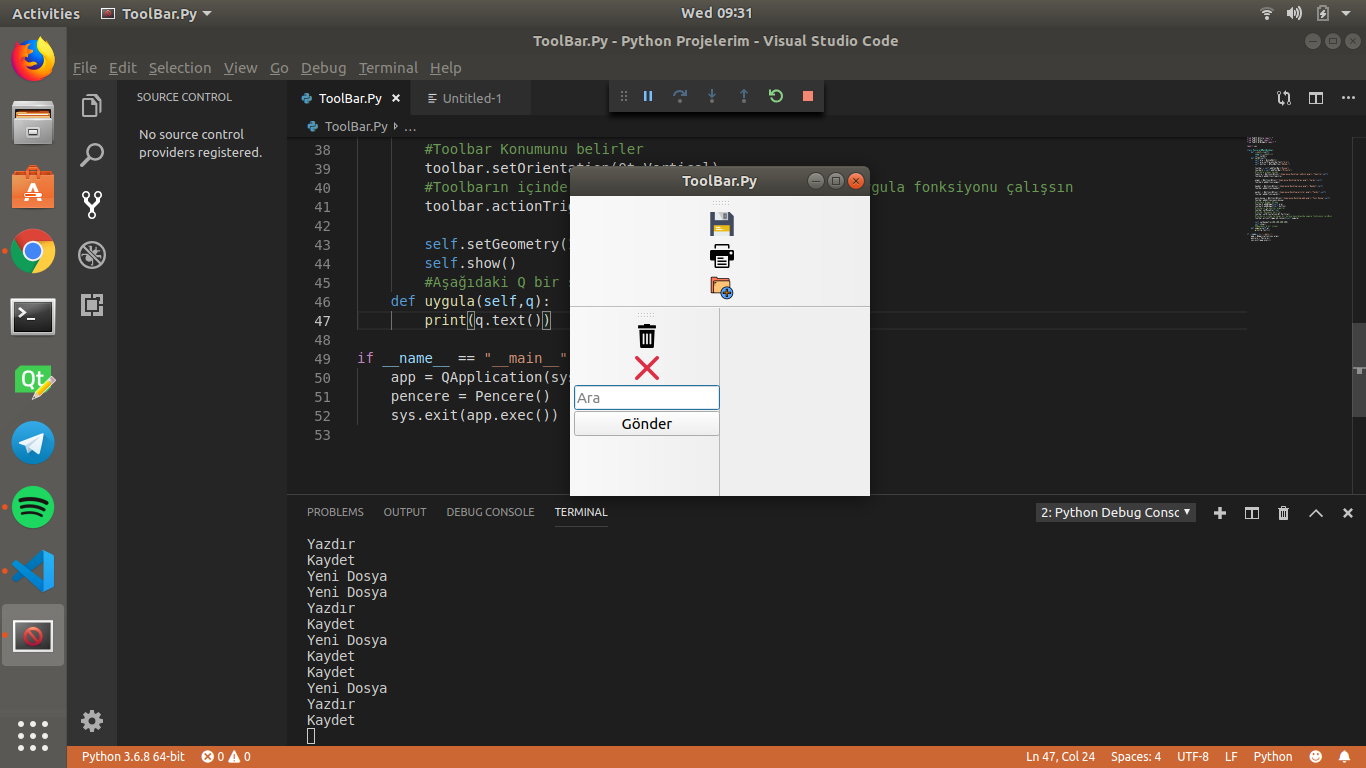 Activities ToolBar.Py Wed 09:31
ToolBar.Py - Python Projelerim - Visual Studio Code
File Edit Selection View Go Debug Terminal Help
SOURCE CONTROL
No source control
providers registered.
ToolBar.Py Untitled-1
ToolBar.Py ...
38 #Toolbar Konumunu belirler
39 toolbar.setOrientation(Qt.Vertical)
40 #Toolbarın içinde gula fonksiyonu çalışsın
41 toolbar.actionTri
42
43 self.setGeometry(
44 self.show()
45 #Aşağıdaki Q bir
46 def uygula(self,q):
47 print(q.text())
48
49 if __name__ == "__main__"
50 app = QApplication(sys
51 pencere = Pencere()
52 sys.exit(app.exec())
53
ToolBar.Py
Ara
Gönder
PROBLEMS OUTPUT DEBUG CONSOLE TERMINAL 2: Python Debug Consc
Yazdır
Kaydet
Yeni Dosya
Yeni Dosya
Yazdır
Kaydet
Yeni Dosya
Kaydet
Kaydet
Yeni Dosya
Yazdır
Kaydet
Python 3.6.8 64-bit 0 0 Ln 47, Col 24 Spaces: 4 UTF-8 LF Python